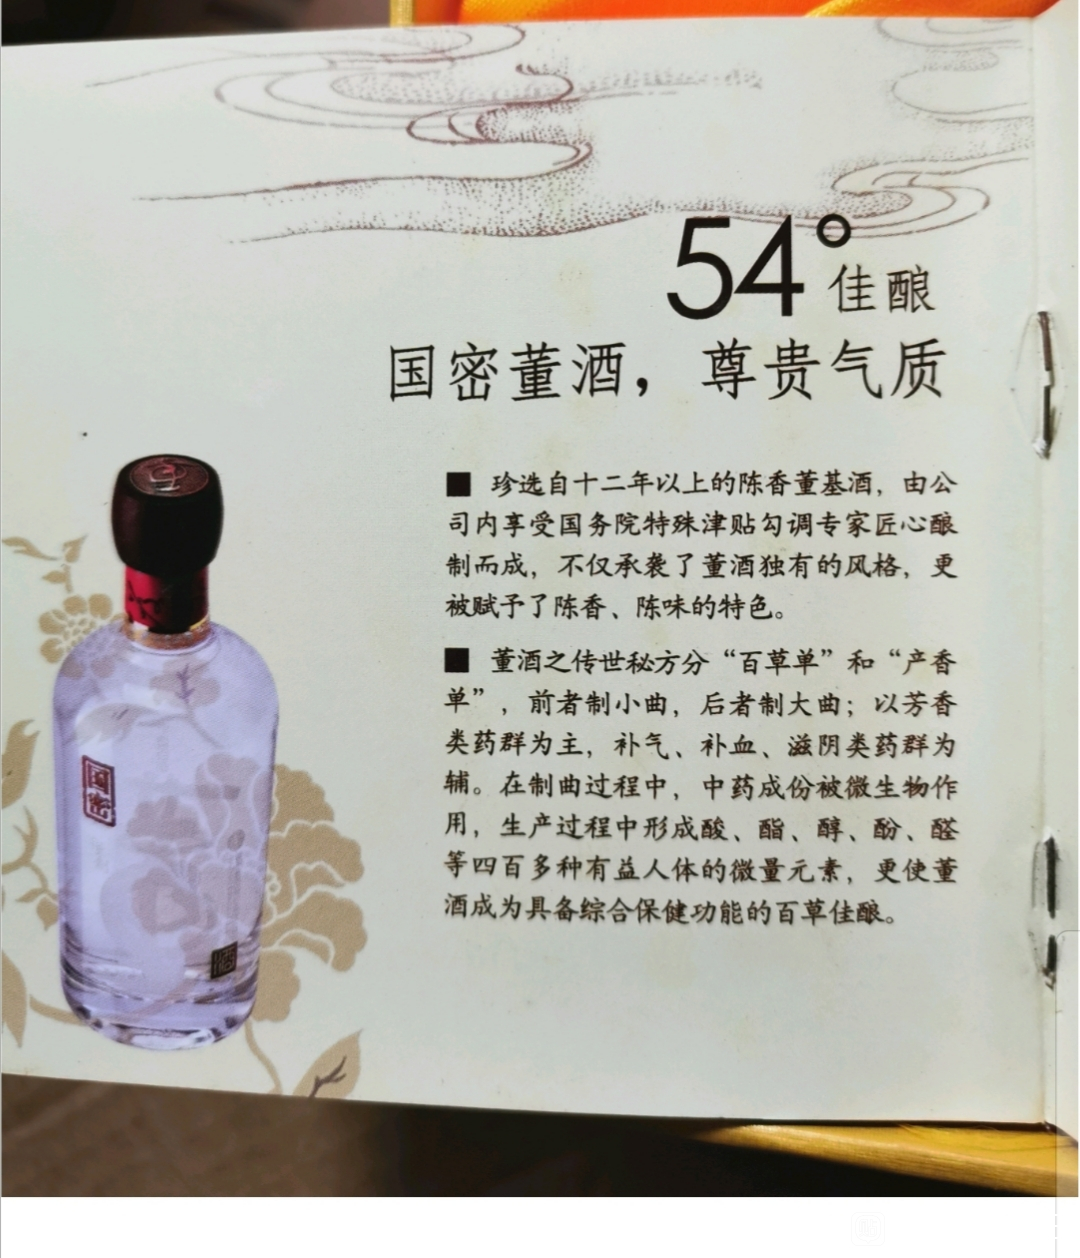 54°佳酿
国密董酒，尊贵气质
■ 珍选自十二年以上的陈香董基酒，由公
司内享受国务院特殊津贴勾调专家匠心酿
制而成，不仅承袭了董酒独有的风格，更
被赋予了陈香、陈味的特色。
■ 董酒之传世秘方分“百草单”和“产香
单”，前者制小曲，后者制大曲；以芳香
类药群为主，补气、补血、滋阴类药群为
辅。在制曲过程中，中药成份被微生物作
用，生产过程中形成酸、酯、醇、酚、醛
等四百多种有益人体的微量元素，更使董
酒成为具备综合保健功能的百草佳酿。
国密
酒